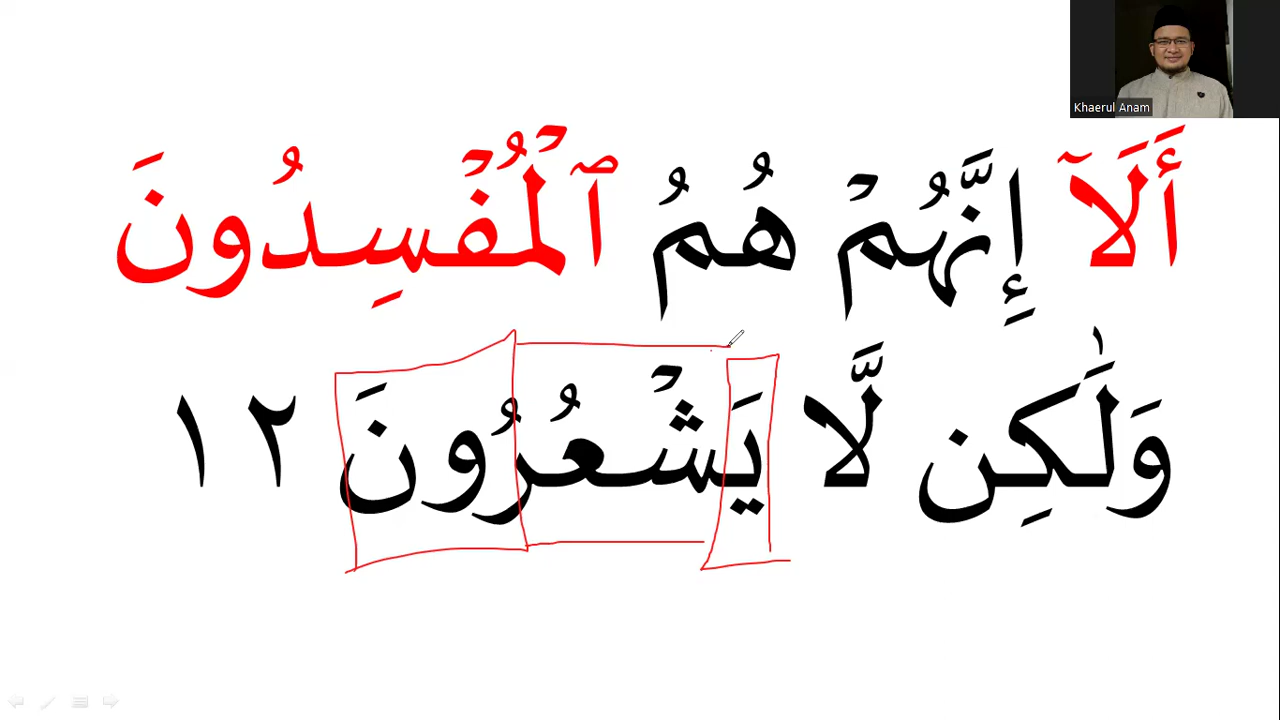 Khaerul Anam
أَلَآ إِنَّهُمْ هُمُ ٱلْمُفْسِدُونَ
وَلَٰكِن لَّا يَشْعُرُونَ ١٢